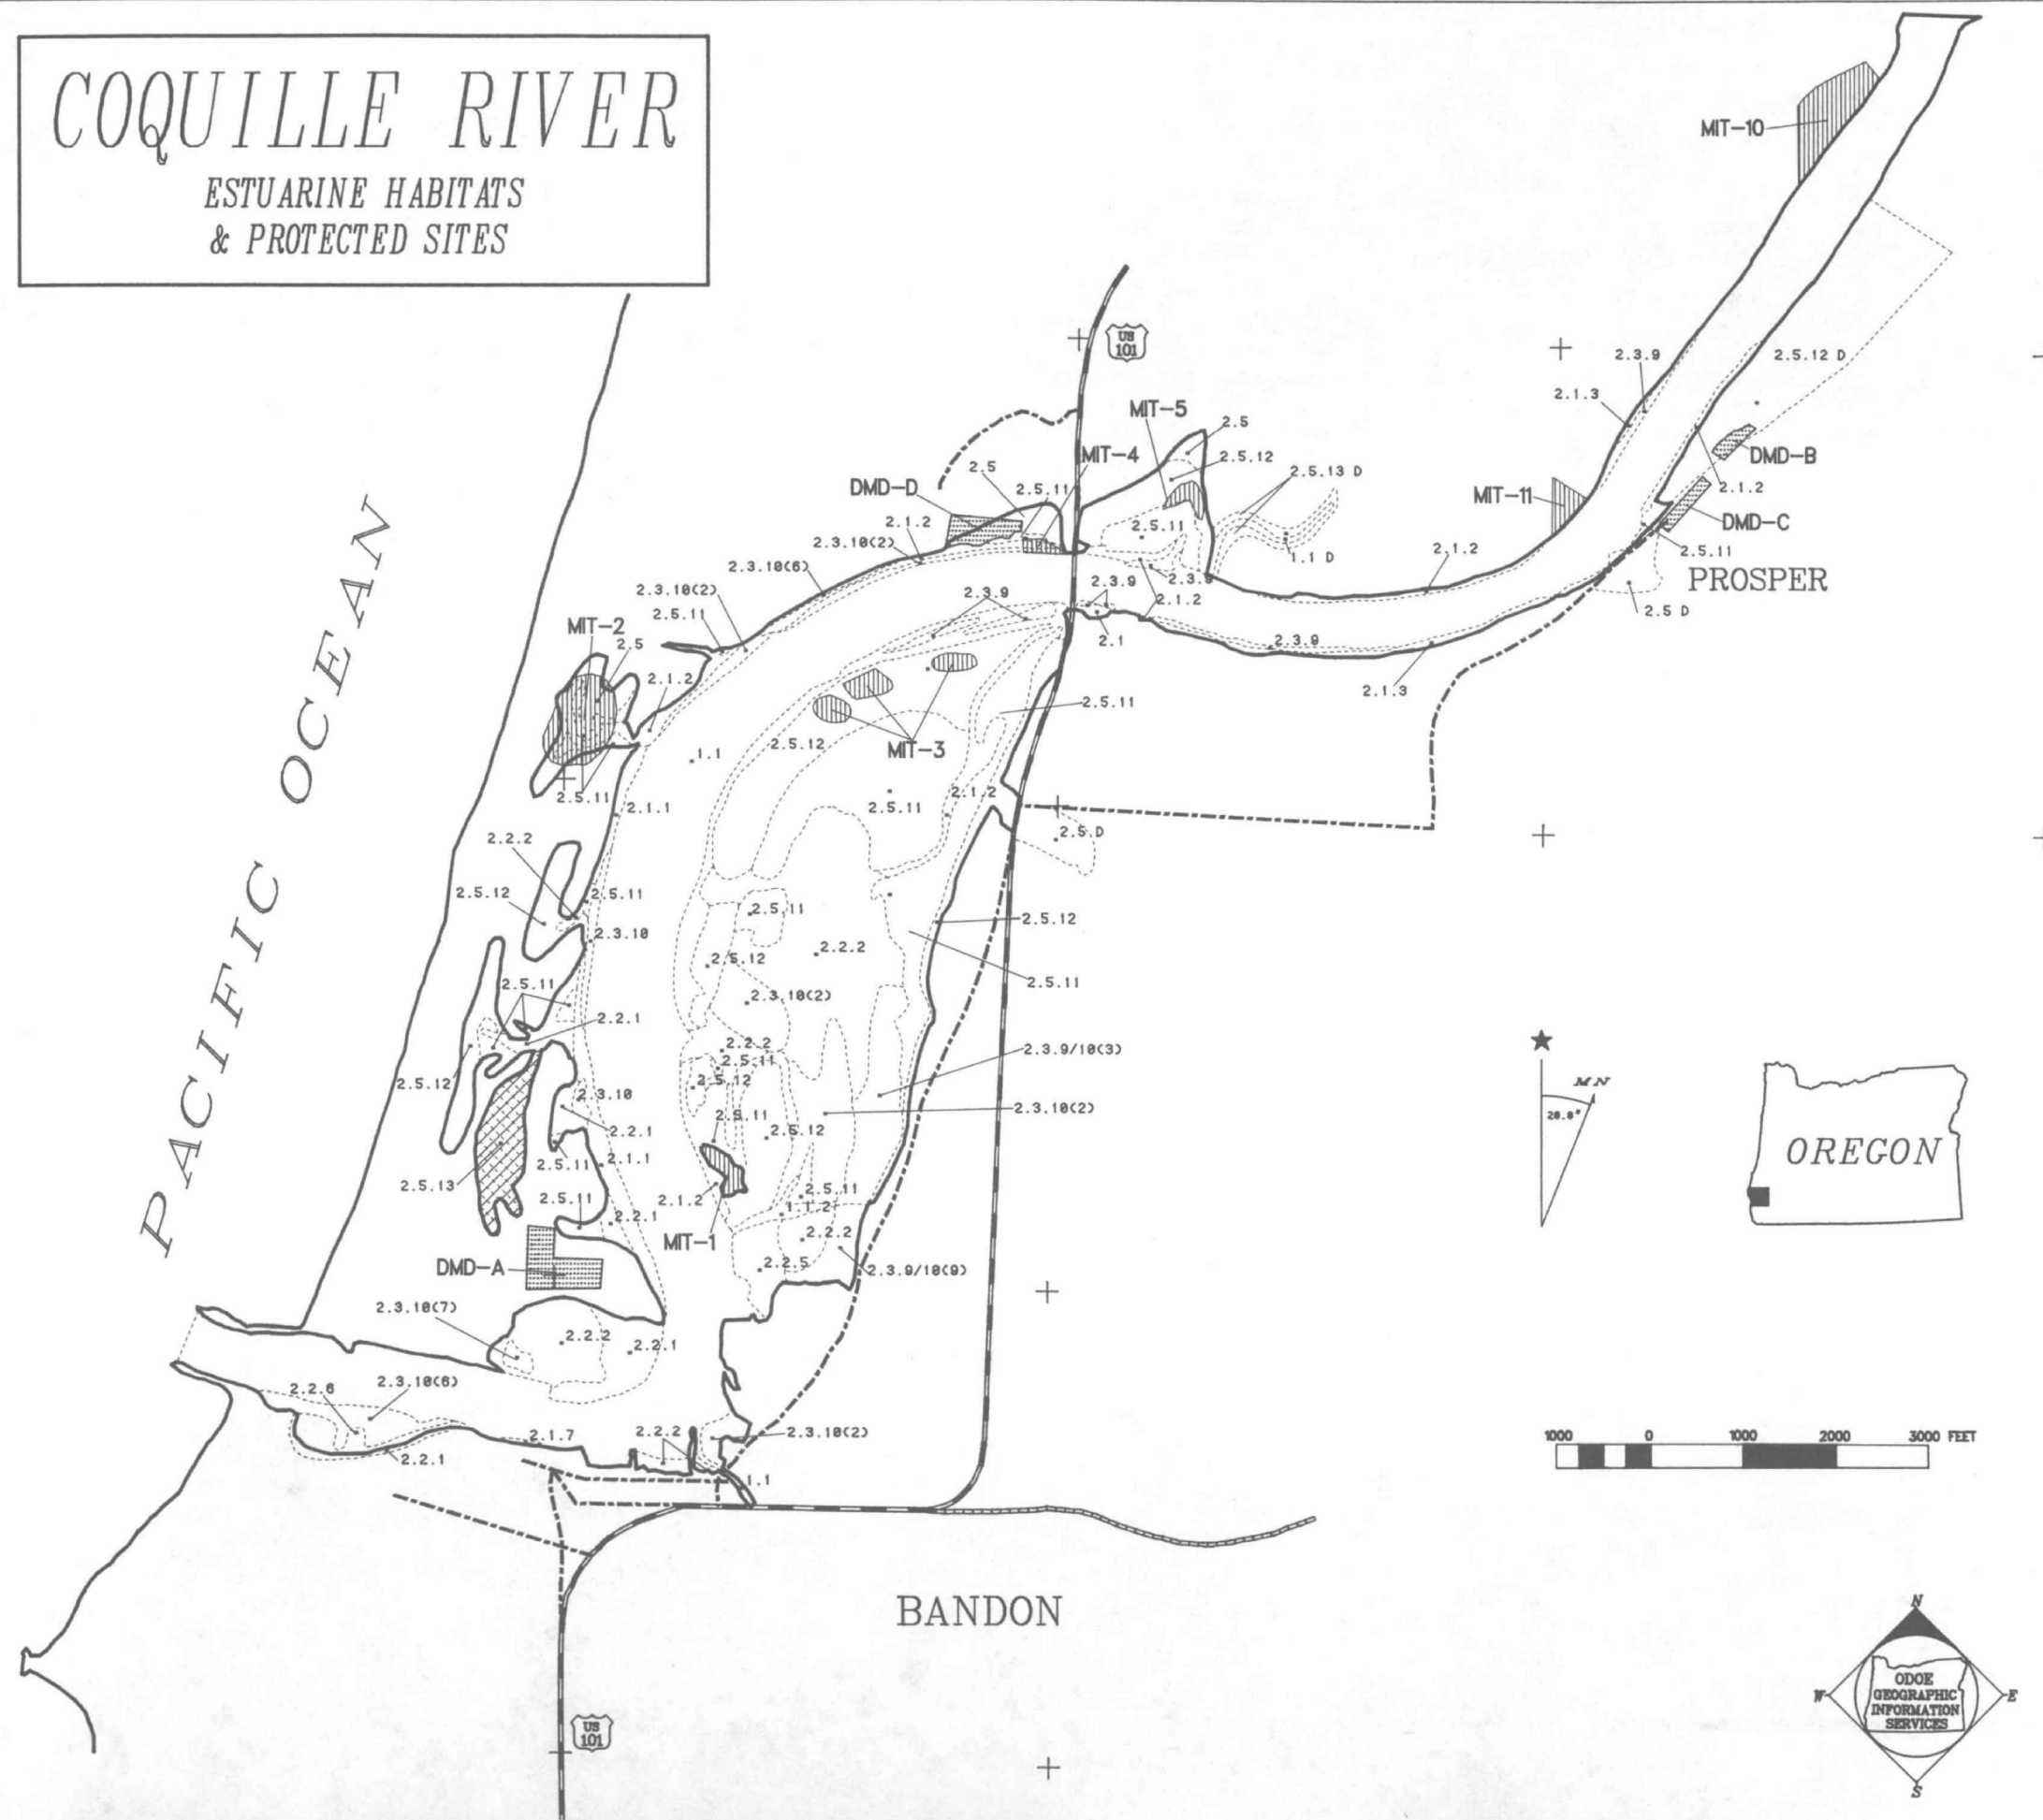 COQUILLE RIVER
ESTUARINE HABITATS
& PROTECTED SITES
MIT-10
US
101
2.3.9
2.5.12 D
2.1.3
MIT-5
2.5
MIT-4
2.5.12
DMD-B
2.5
2.5.13 D
DMD-D
2.5.11
MIT-11
2.1.2
2.1.2
2.5.11
DMD-C
2.3.10(2)
1.1 D
2.1.2
2.5.11
2.3.10(6)
2.3.9
2.3.9
PROSPER
2.3.10(2)
2.3.9
2.1.2
2.5 D
2.5.11
MIT-2
2.5
2.1
2.3.9
2.1.2
2.1.3
2.5.11
2.5.12
MIT-3
1.1
2.5.11
2.1.1
2.5.11
2.1.2
2.2.2
2.5 D
2.5.12
2.5.11
2.5.11
2.5.12
2.3.10
2.2.2
2.5.12
2.5.11
2.5.11
2.3.10(2)
2.2.1
2.2.2
2.5.11
2.3.9/10(3)
2.5.12
2.5.12
2.3.10
2.3.10(2)
2.5.11
2.2.1
2.5.12
2.5.11
2.1.1
2.5.13
2.5.11
2.1.2
2.5.11
1.1.2
2.2.1
MIT-1
2.2.2
DMD-A
2.2.5
2.3.9/10(9)
2.3.10(7)
2.2.2
2.2.1
2.2.6
2.3.10(6)
2.1.7
2.2.2
2.3.10(2)
2.2.1
1.1
PACIFIC OCEAN
MN
20.0°
OREGON
1000 0 1000 2000 3000 FEET
BANDON
US
101
N
W
E
S
ODOE
GEOGRAPHIC
INFORMATION
SERVICES